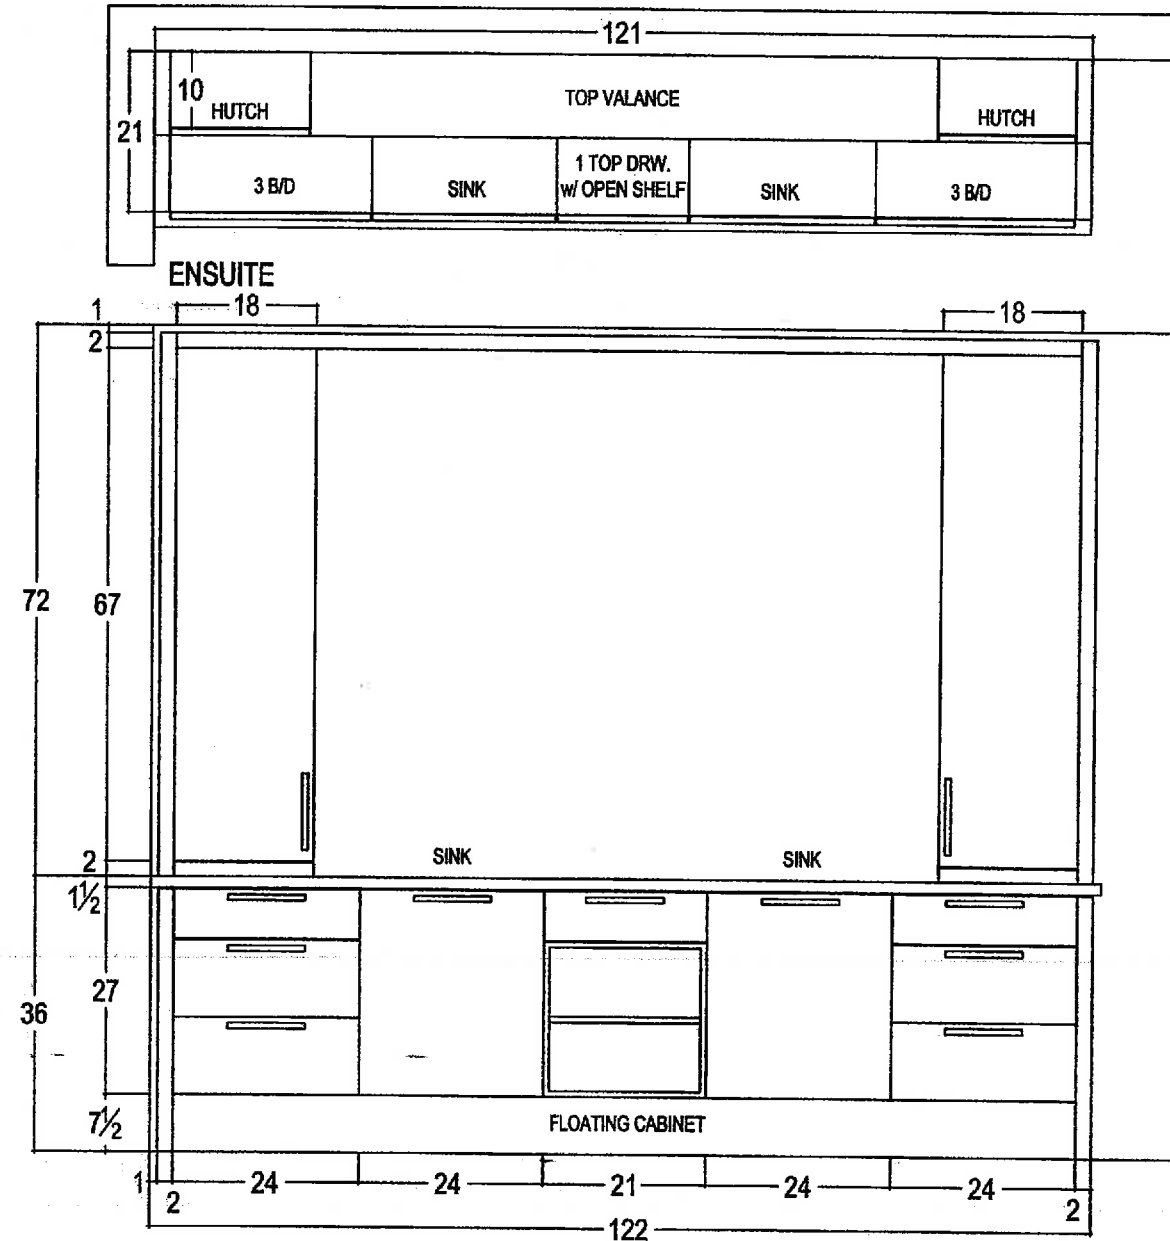 121
10
HUTCH
TOP VALANCE
HUTCH
21
3 B/D
SINK
1 TOP DRW.
w/ OPEN SHELF
SINK
3 B/D
ENSUITE
18
18
1
2
72
67
2
SINK
SINK
1½
27
36
7½
FLOATING CABINET
1
2
24
24
21
24
24
2
122